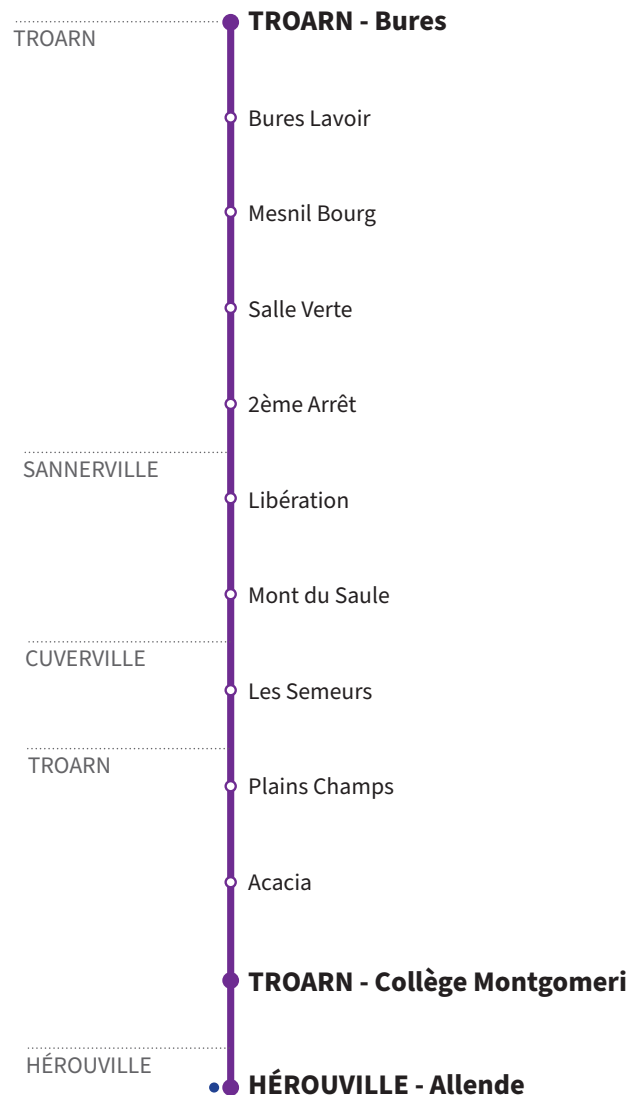 TROARN - Bures
TROARN
Bures Lavoir
Mesnil Bourg
Salle Verte
2ème Arrêt
SANNERVILLE
Libération
Mont du Saule
CUVERVILLE
Les Semeurs
TROARN
Plains Champs
Acacia
TROARN - Collège Montgomeri
HÉROUVILLE
HÉROUVILLE - Allende